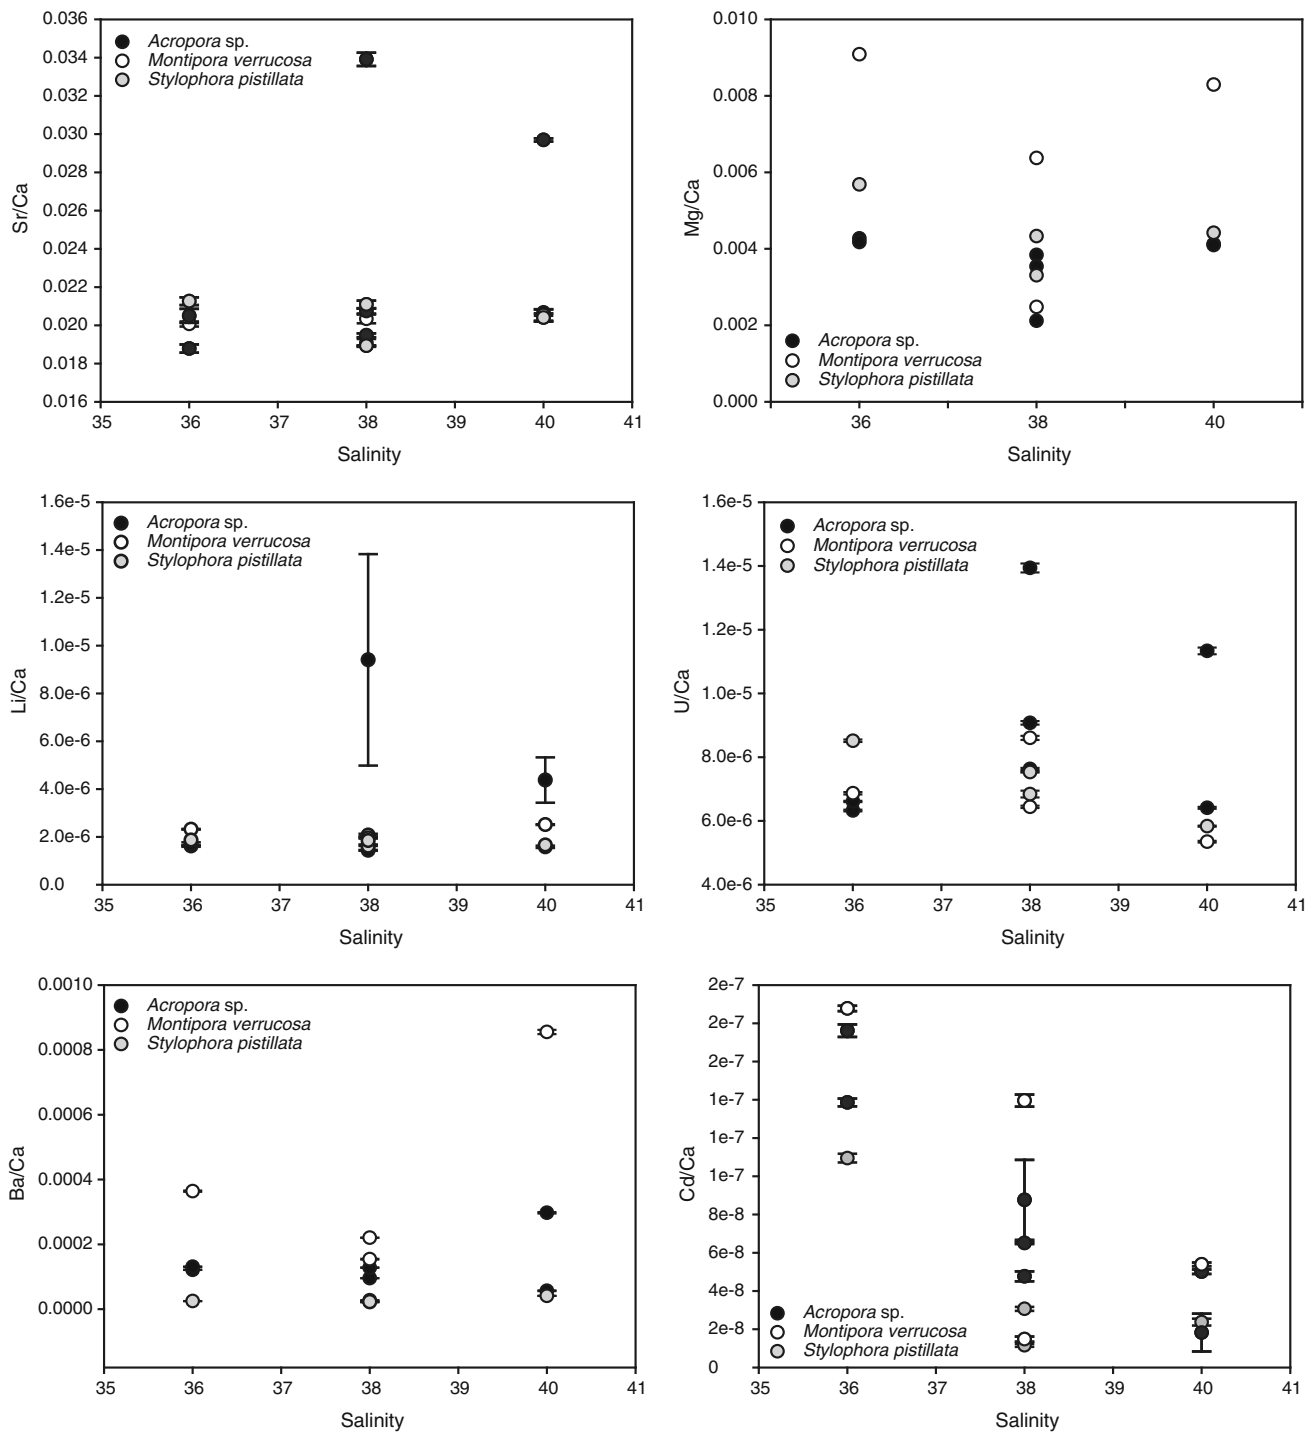 0.036
0.034
0.032
0.030
0.028
0.026
0.024
0.022
0.020
0.018
0.016
Sr/Ca
Acropora sp.
Montipora verrucosa
Stylophora pistillata
35 36 37 38 39 40 41
Salinity
0.010
0.008
0.006
0.004
0.002
0.000
Mg/Ca
Acropora sp.
Montipora verrucosa
Stylophora pistillata
36 38 40
Salinity
1.6e-5
1.4e-5
1.2e-5
1.0e-5
8.0e-6
6.0e-6
4.0e-6
2.0e-6
0.0
Li/Ca
Acropora sp.
Montipora verrucosa
Stylophora pistillata
35 36 37 38 39 40 41
Salinity
1.6e-5
1.4e-5
1.2e-5
1.0e-5
8.0e-6
6.0e-6
4.0e-6
U/Ca
Acropora sp.
Montipora verrucosa
Stylophora pistillata
35 36 37 38 39 40 41
Salinity
0.0010
0.0008
0.0006
0.0004
0.0002
0.0000
Ba/Ca
Acropora sp.
Montipora verrucosa
Stylophora pistillata
35 36 37 38 39 40 41
Salinity
2e-7
2e-7
2e-7
1e-7
1e-7
1e-7
8e-8
6e-8
4e-8
2e-8
0
Cd/Ca
Acropora sp.
Montipora verrucosa
Stylophora pistillata
35 36 37 38 39 40 41
Salinity